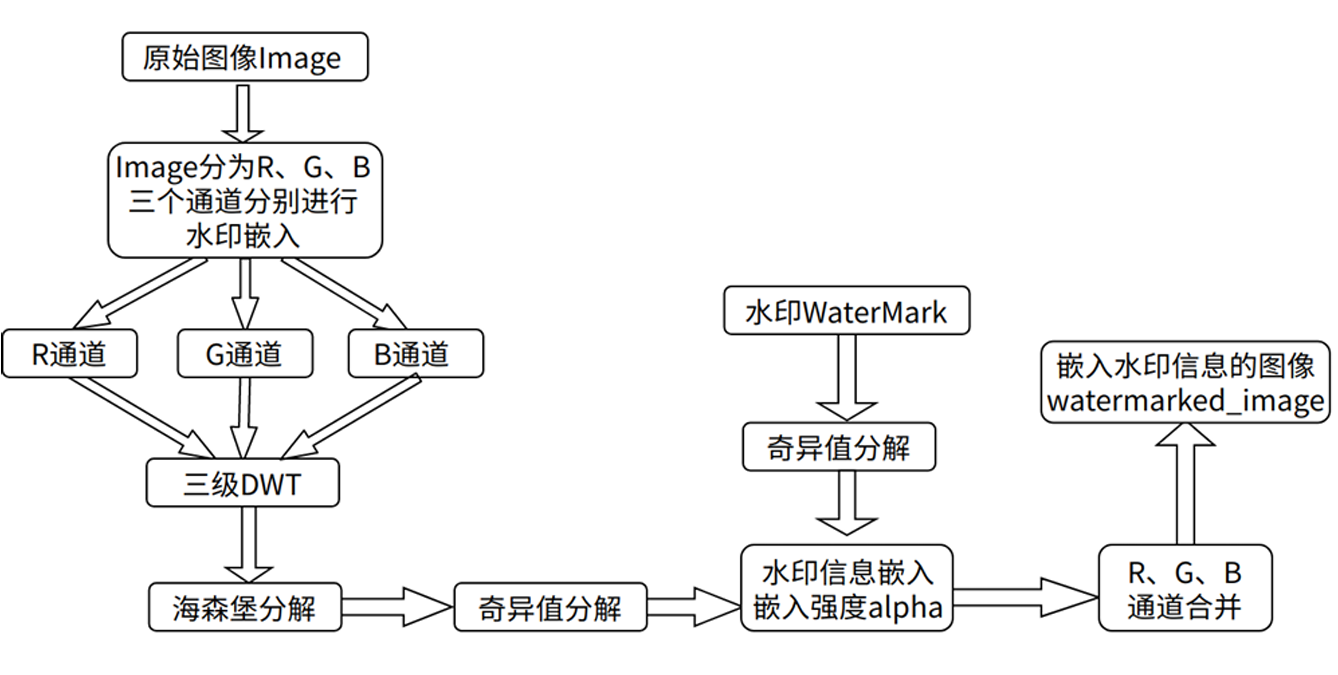 原始图像Image
Image分为R、G、B
三个通道分别进行
水印嵌入
R通道
G通道
B通道
三级DWT
海森堡分解
奇异值分解
水印WaterMark
奇异值分解
水印信息嵌入
嵌入强度alpha
R、G、B
通道合并
嵌入水印信息的图像
watermarked_image